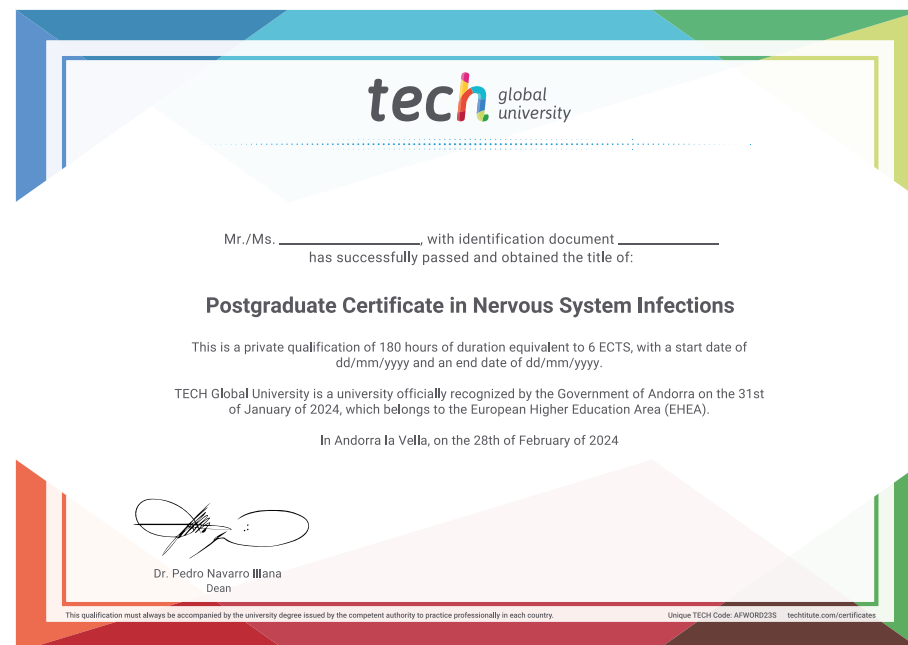 tech global
university
Mr./Ms. ____________, with identification document ____________
has successfully passed and obtained the title of:
Postgraduate Certificate in Nervous System Infections
This is a private qualification of 180 hours of duration equivalent to 6 ECTS, with a start date of
dd/mm/yyyy and an end date of dd/mm/yyyy.
TECH Global University is a university officially recognized by the Government of Andorra on the 31st
of January of 2024, which belongs to the European Higher Education Area (EHEA).
In Andorra la Vella, on the 28th of February of 2024
Dr. Pedro Navarro Illana
Dean
This qualification must always be accompanied by the university degree issued by the competent authority to practice professionally in each country.
Unique TECH Code: AFWORD23S techtitute.com/certificates